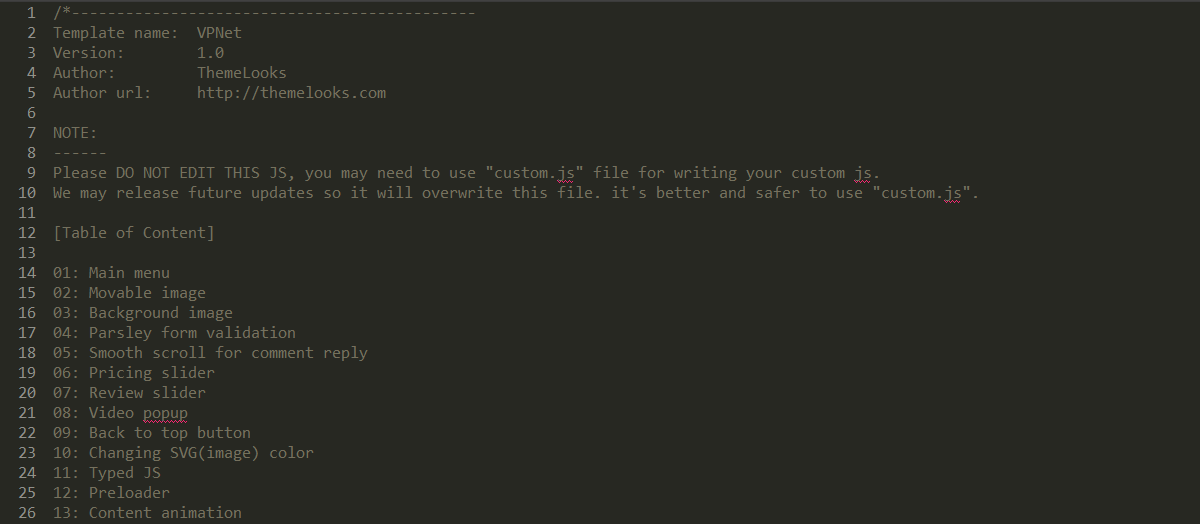 1 /*---------------------------------------------
2 Template name: VPNet
3 Version: 1.0
4 Author: ThemeLooks
5 Author url: http://themelooks.com
6
7 NOTE:
8 ------
9 Please DO NOT EDIT THIS JS, you may need to use "custom.js" file for writing your custom js.
10 We may release future updates so it will overwrite this file. it's better and safer to use "custom.js".
11
12 [Table of Content]
13
14 01: Main menu
15 02: Movable image
16 03: Background image
17 04: Parsley form validation
18 05: Smooth scroll for comment reply
19 06: Pricing slider
20 07: Review slider
21 08: Video popup
22 09: Back to top button
23 10: Changing SVG(image) color
24 11: Typed JS
25 12: Preloader
26 13: Content animation